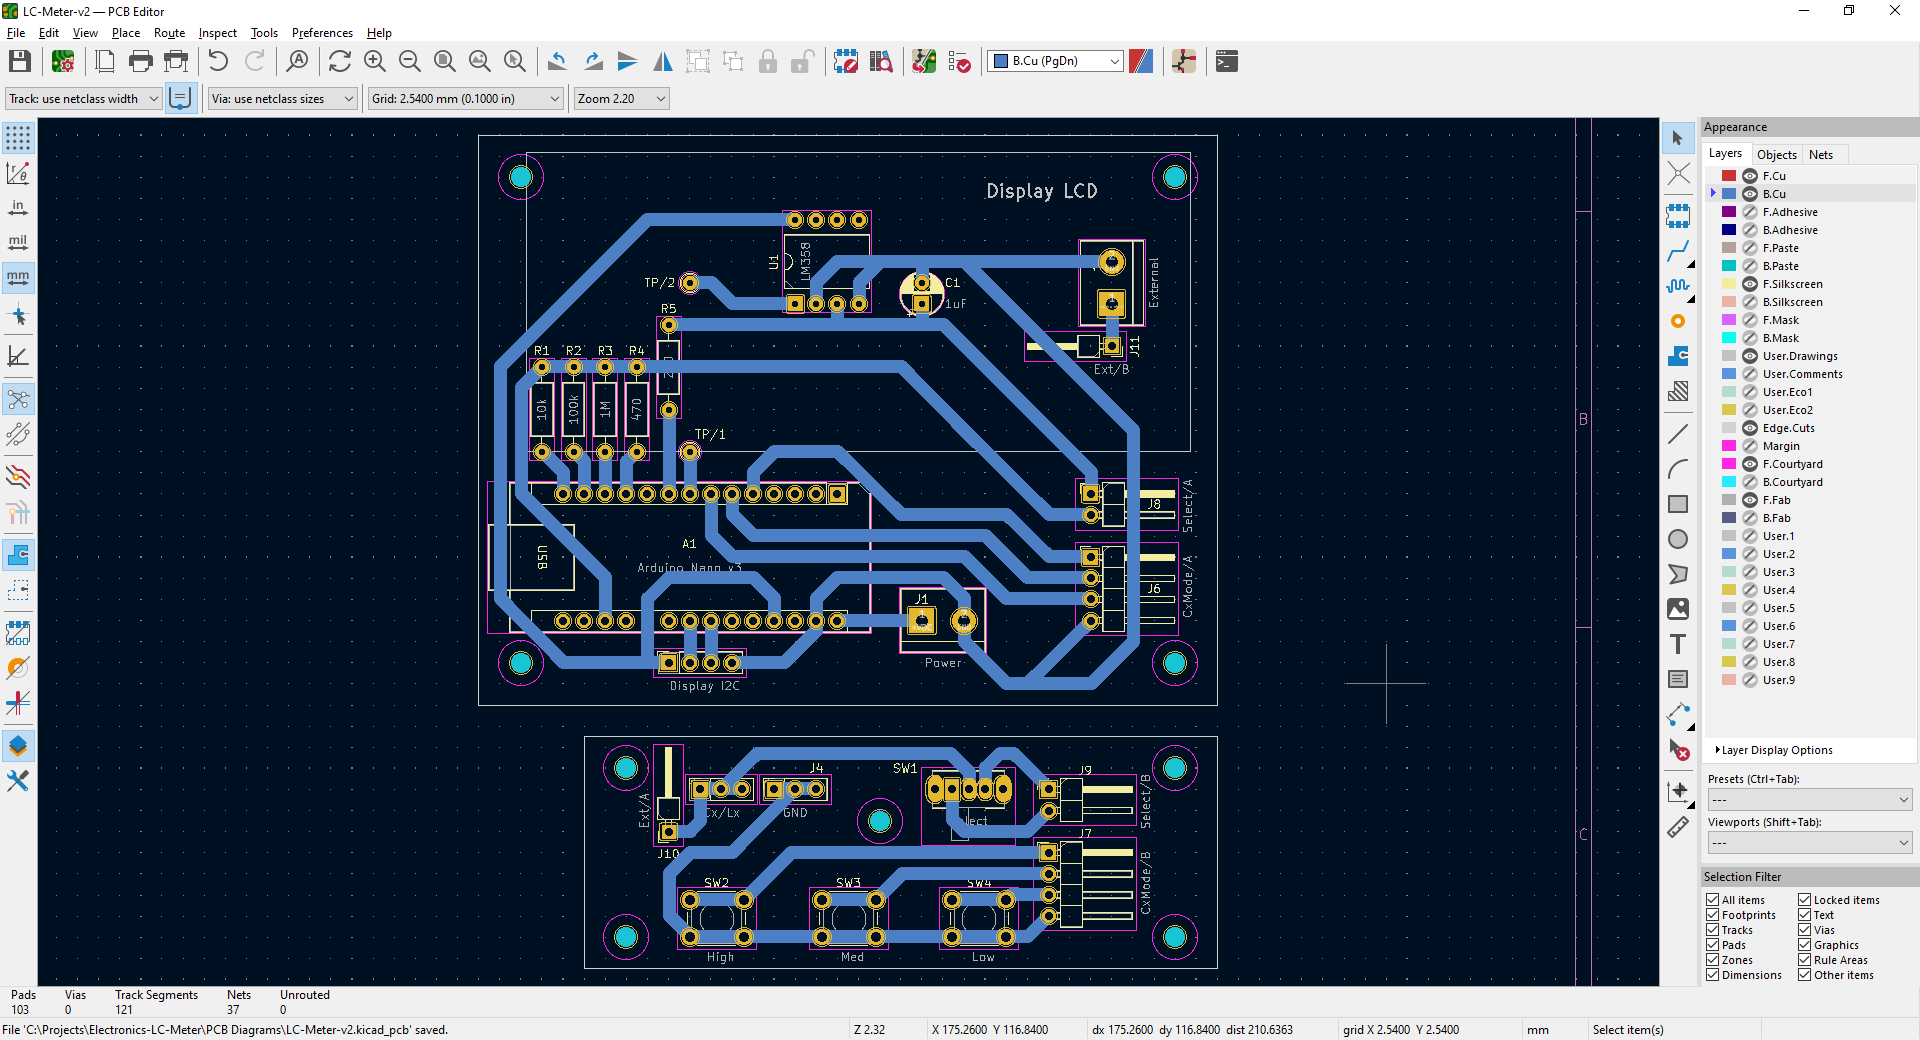 LC-Meter-v2 — PCB Editor
File Edit View Place Route Inspect Tools Preferences Help
B.Cu (PgDn)
Track: use netclass width Via: use netclass sizes Grid: 2.5400 mm (0.1000 in) Zoom 2.20
in
mil
mm
Display LCD
U1
LM358
TP/2
C1
1uF
External
J11
Ext/B
R5
R1 R2 R3 R4
10k
100k
1M
470
TP/1
USB
A1
Arduino Nano v3
J8
Select/A
J6
CxMode/A
J1
Power
Display I2C
B
C
Ext/A
J10
Cx/Lx
J4
GND
SW1
J9
Select/B
J7
CxMode/B
SW2 SW3 SW4
High Med Low
Appearance
Layers Objects Nets
F.Cu
B.Cu
F.Adhesive
B.Adhesive
F.Paste
B.Paste
F.Silkscreen
B.Silkscreen
F.Mask
B.Mask
User.Drawings
User.Comments
User.Eco1
User.Eco2
Edge.Cuts
Margin
F.Courtyard
B.Courtyard
F.Fab
B.Fab
User.1
User.2
User.3
User.4
User.5
User.6
User.7
User.8
User.9
Layer Display Options
Presets (Ctrl+Tab):
---
Viewports (Shift+Tab):
---
Selection Filter
All items Locked items
Footprints Text
Tracks Vias
Pads Graphics
Zones Rule Areas
Dimensions Other items
Pads Vias Track Segments Nets Unrouted
103 0 121 37 0
File 'C:\Projects\Electronics-LC-Meter\PCB Diagrams\LC-Meter-v2.kicad_pcb' saved. Z 2.32 X 175.2600 Y 116.8400 dx 175.2600 dy 116.8400 dist 210.6363 grid X 2.5400 Y 2.5400 mm Select item(s)